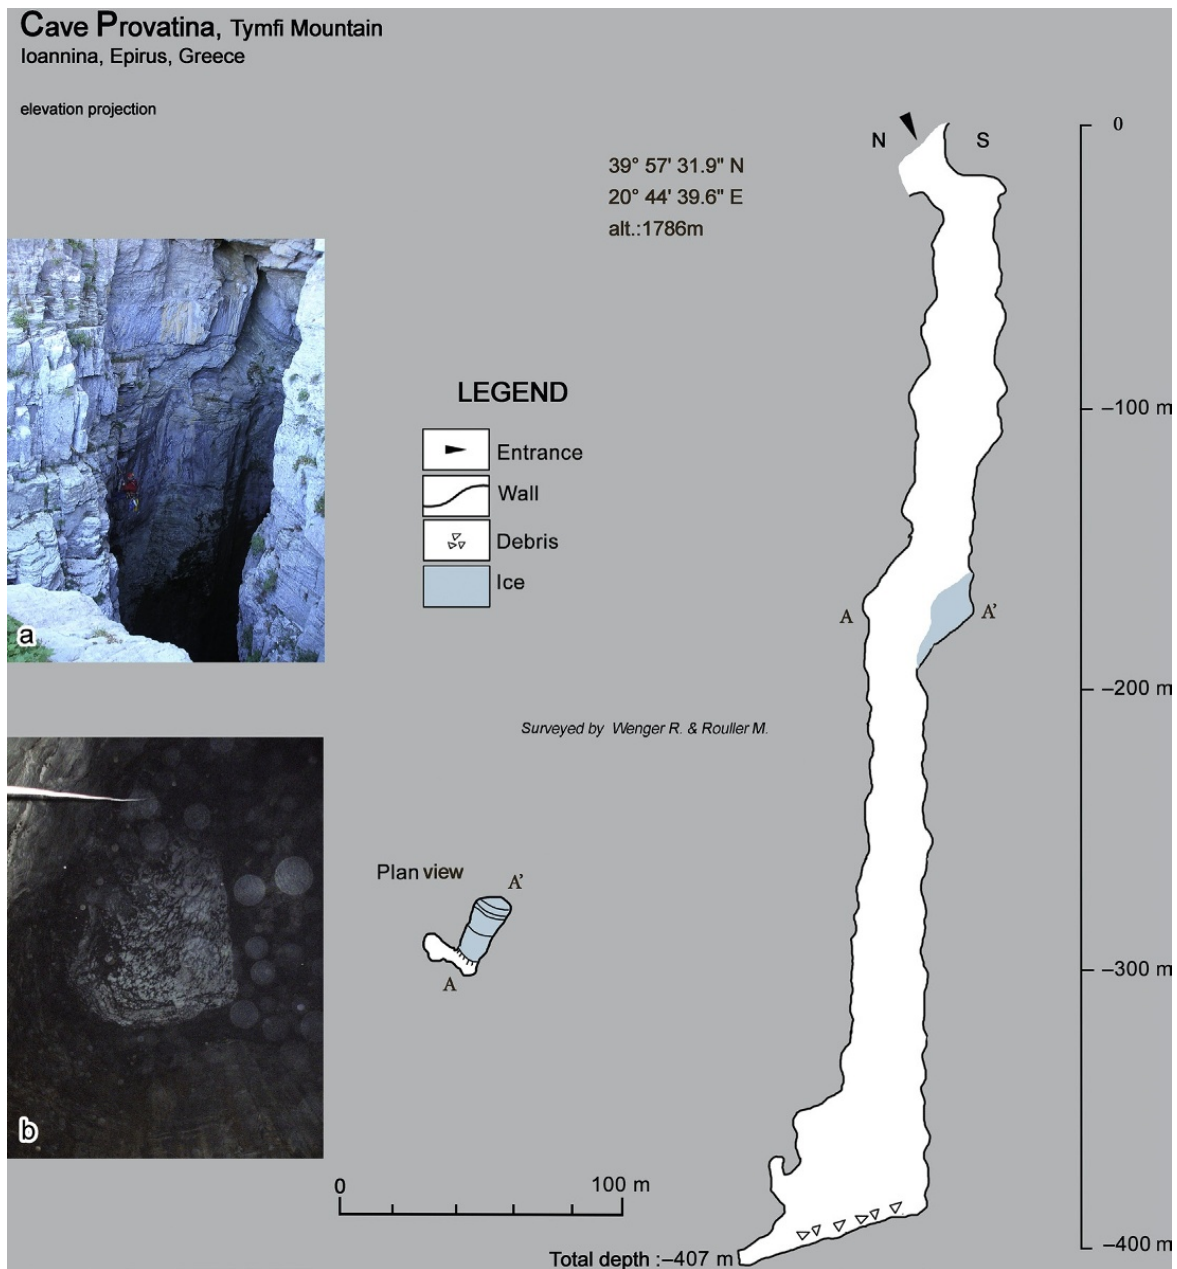 Cave Provatina, Tymfi Mountain
Ioannina, Epirus, Greece
elevation projection
N
S
0
39° 57' 31.9" N
20° 44' 39.6" E
alt.:1786m
LEGEND
Entrance
Wall
Debris
Ice
–100 m
A
A'
a
–200 m
Surveyed by Wenger R. & Rouller M.
Plan view
A'
A
–300 m
b
0
100 m
–400 m
Total depth :–407 m